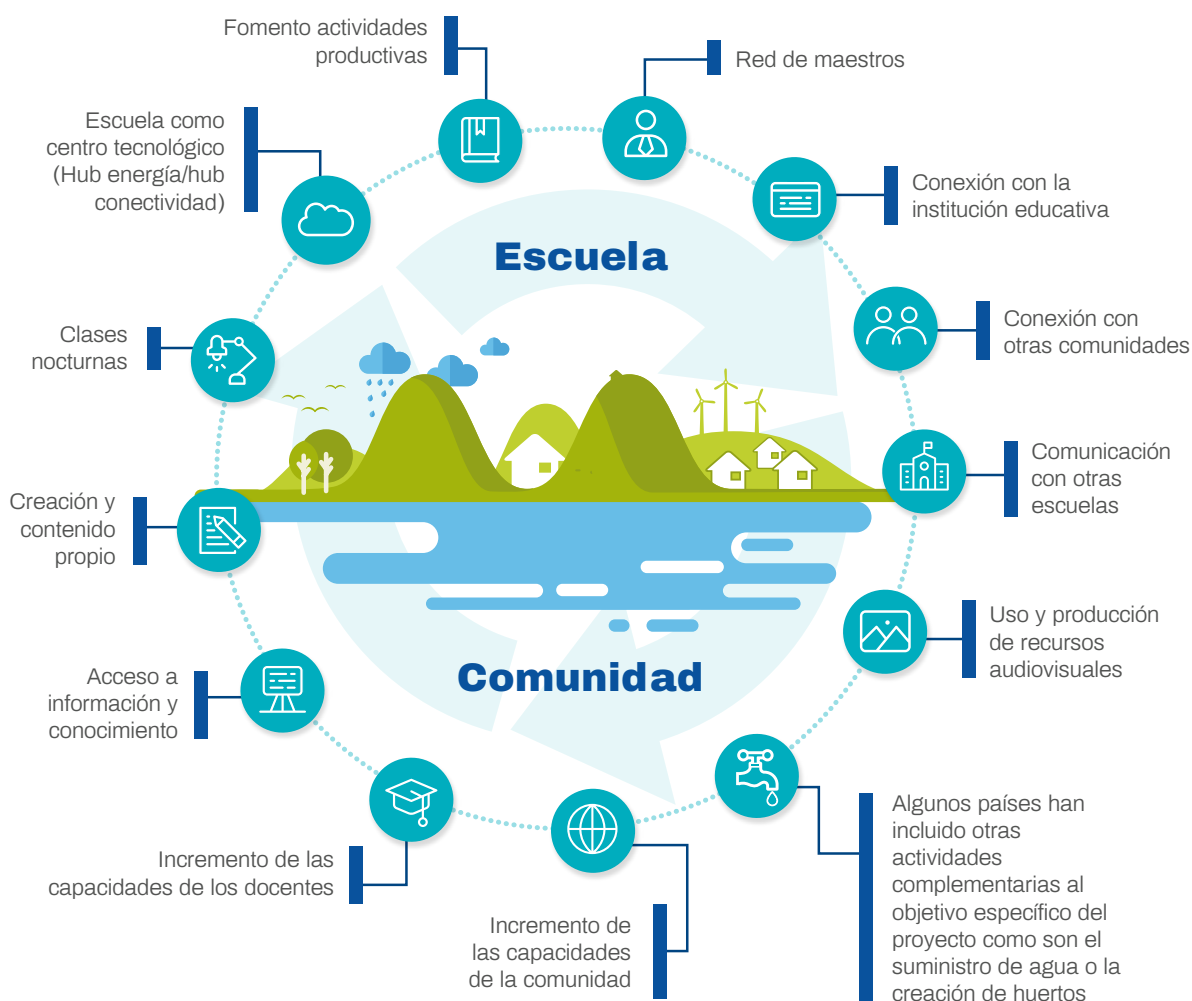 Fomento actividades
productivas
Red de maestros
Escuela como
centro tecnológico
(Hub energía/hub
conectividad)
Conexión con la
institución educativa
Escuela
Conexión con
otras comunidades
Clases
nocturnas
Comunicación
con otras
escuelas
Creación y
contenido
propio
Uso y producción
de recursos
audiovisuales
Comunidad
Acceso a
información y
conocimiento
Algunos países han
incluido otras
actividades
complementarias al
objetivo específico del
proyecto como son el
suministro de agua o la
creación de huertos
Incremento de las
capacidades de los docentes
Incremento de
las capacidades
de la comunidad